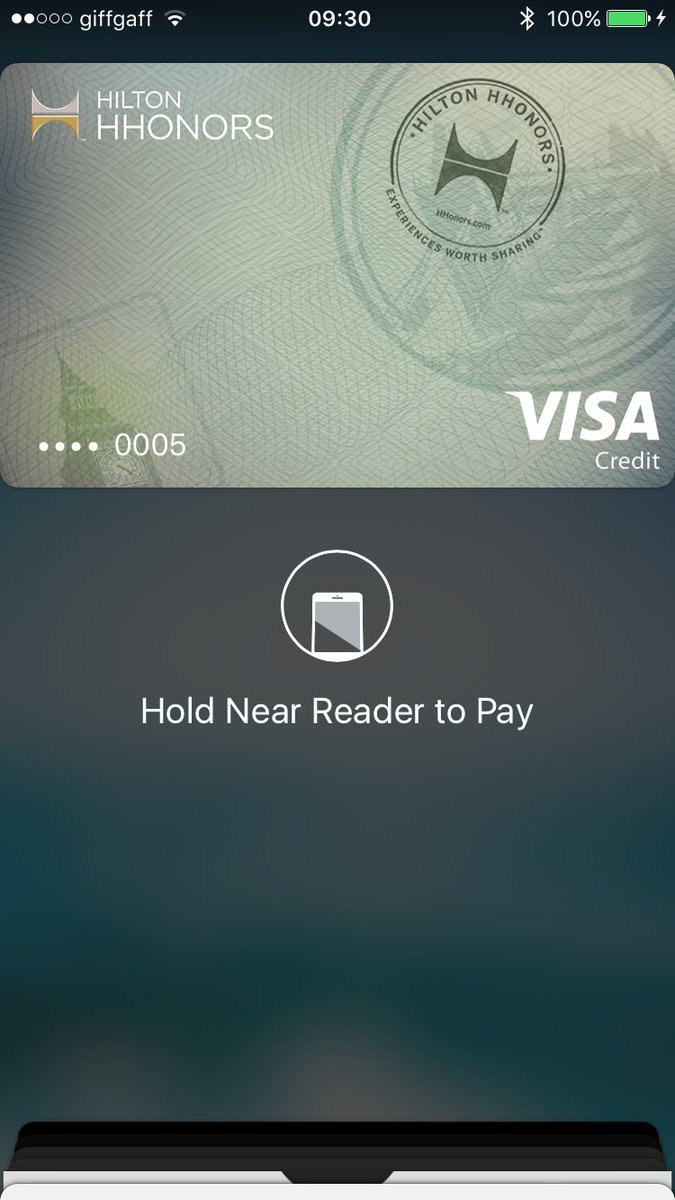 ●●○○○ giffgaff 09:30 100%
HILTON
HHONORS
• HILTON HHONORS •
HHonors.com
EXPERIENCES WORTH SHARING™
•••• 0005
VISA
Credit
Hold Near Reader to Pay